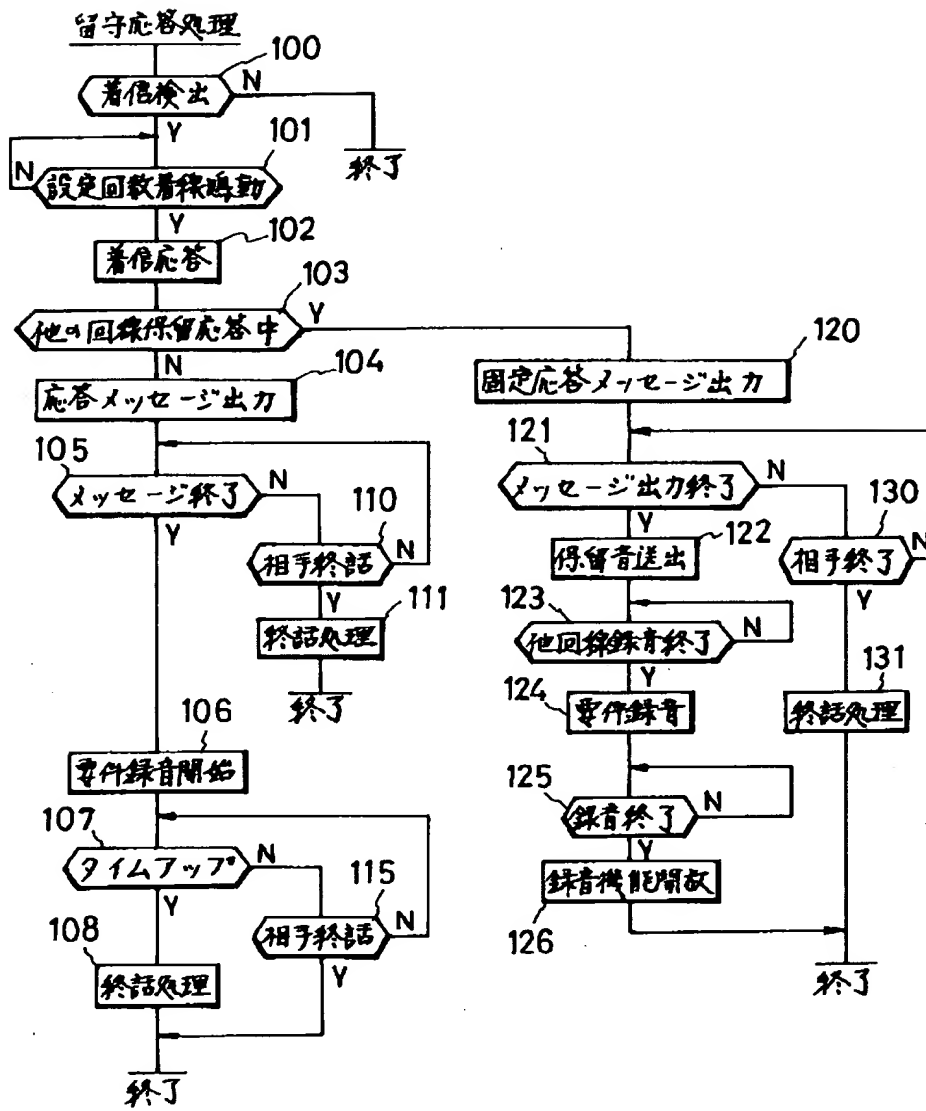 留守応答処理
100
着信検出
N
Y
101
終了
N
設定回数着線鳴動
Y
102
着信応答
103
他の回線保留応答中
Y
N
104
応答メッセージ出力
105
メッセージ終了
N
Y
110
相手終話
N
Y
111
終話処理
終了
106
要件録音開始
107
タイムアップ
N
Y
115
相手終話
N
Y
108
終話処理
終了
120
固定応答メッセージ出力
121
メッセージ出力終了
N
Y
130
相手終了
N
Y
122
保留音送出
123
他回線録音終了
N
Y
131
終話処理
124
要件録音
125
録音終了
N
Y
録音機能開放
126
終了